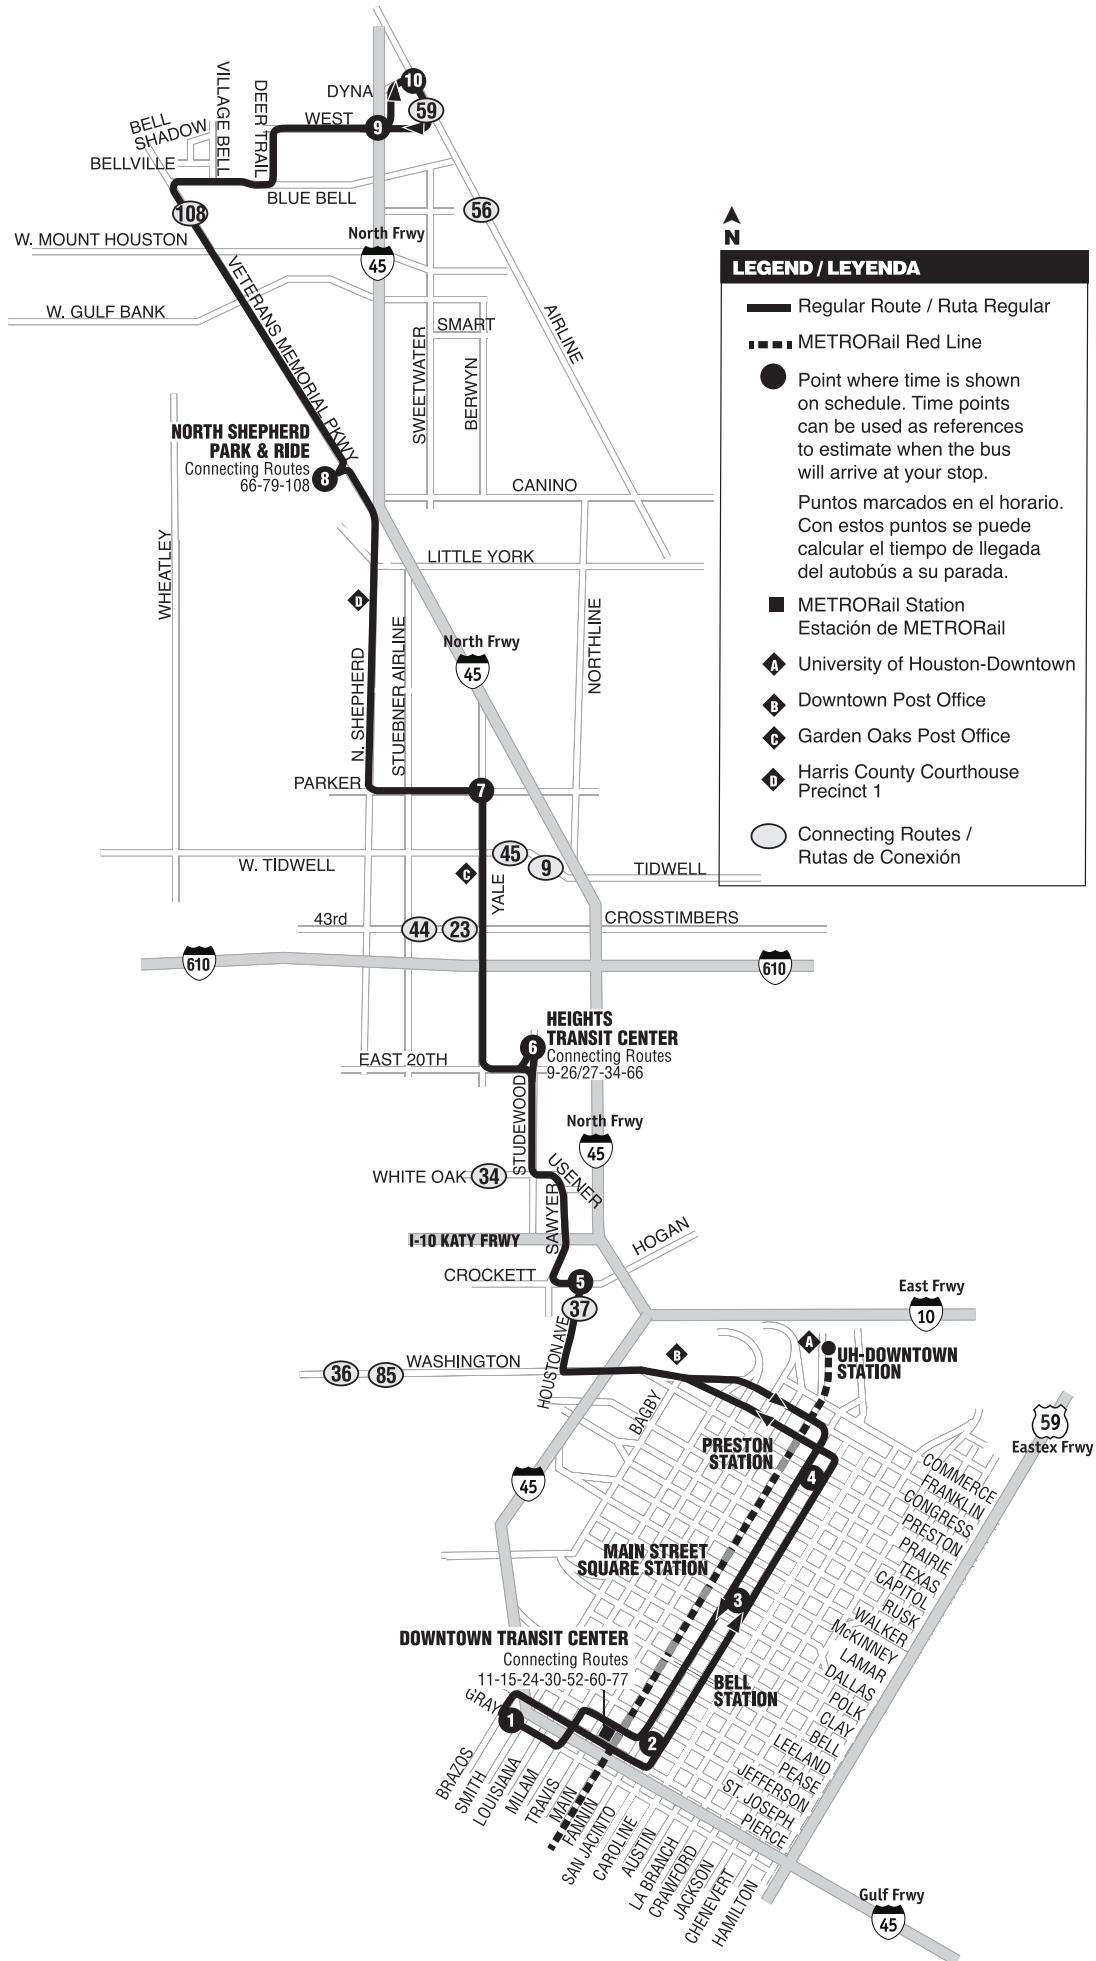 10
DYNA
59
VILLAGE BELL
DEER TRAIL
WEST
9
BELL
SHADOW
BELLVILLE
BLUE BELL
108
56
W. MOUNT HOUSTON
North Frwy
45
VETERANS MEMORIAL PKWY
W. GULF BANK
SMART
AIRLINE
SWEETWATER
BERWYN
NORTH SHEPHERD
PARK & RIDE
Connecting Routes
66-79-108
8
CANINO
WHEATLEY
LITTLE YORK
D
N. SHEPHERD
STUEBNER AIRLINE
North Frwy
45
NORTHLINE
PARKER
7
W. TIDWELL
45
9
TIDWELL
C
YALE
43rd
44
23
CROSSTIMBERS
610
610
HEIGHTS
TRANSIT CENTER
Connecting Routes
9-26/27-34-66
6
EAST 20TH
STUDEWOOD
North Frwy
45
WHITE OAK
34
USENER
SAWYER
I-10 KATY FRWY
HOGAN
CROCKETT
5
37
East Frwy
10
HOUSTON AVE
WASHINGTON
36
85
B
A
UH-DOWNTOWN
STATION
BAGBY
59
Eastex Frwy
PRESTON
STATION
4
45
COMMERCE
FRANKLIN
CONGRESS
PRESTON
PRAIRIE
TEXAS
CAPITOL
RUSK
WALKER
McKINNEY
LAMAR
DALLAS
POLK
CLAY
BELL
LEELAND
PEASE
JEFFERSON
ST. JOSEPH
PIERCE
MAIN STREET
SQUARE STATION
3
DOWNTOWN TRANSIT CENTER
Connecting Routes
11-15-24-30-52-60-77
BELL
STATION
GRAY
1
2
BRAZOS
SMITH
LOUISIANA
MILAM
TRAVIS
MAIN
FANNIN
SAN JACINTO
CAROLINE
AUSTIN
LA BRANCH
CRAWFORD
JACKSON
CHENEVERT
HAMILTON
Gulf Frwy
45
N
LEGEND / LEYENDA
Regular Route / Ruta Regular
METRORail Red Line
Point where time is shown
on schedule. Time points
can be used as references
to estimate when the bus
will arrive at your stop.
Puntos marcados en el horario.
Con estos puntos se puede
calcular el tiempo de llegada
del autobús a su parada.
METRORail Station
Estación de METRORail
A University of Houston-Downtown
B Downtown Post Office
C Garden Oaks Post Office
D Harris County Courthouse
Precinct 1
Connecting Routes /
Rutas de Conexión